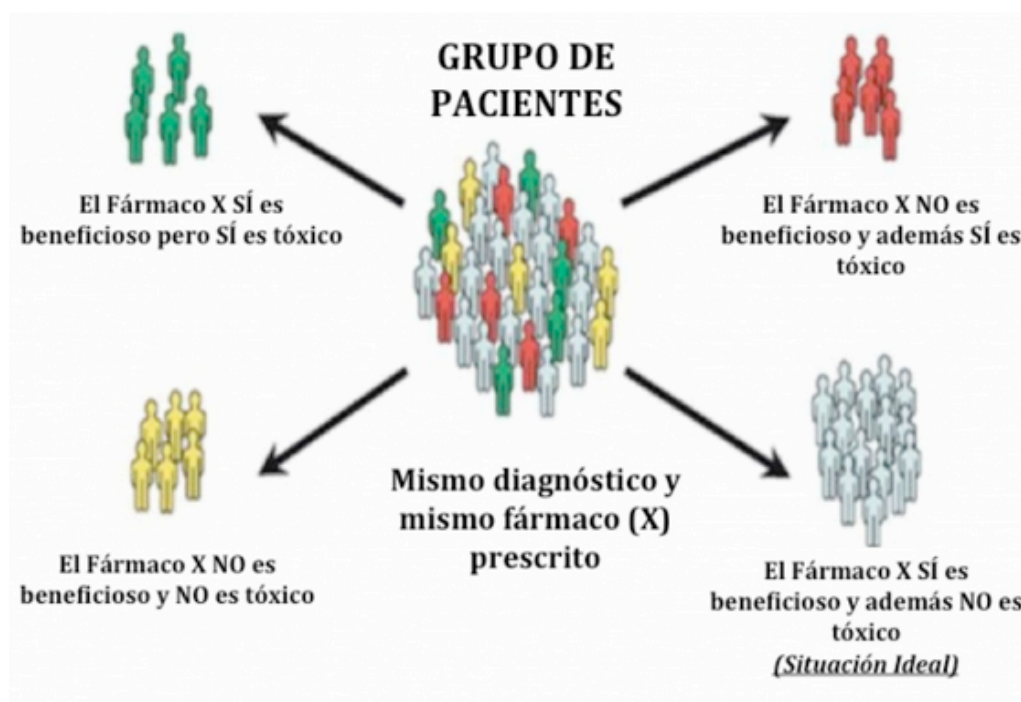 GRUPO DE
PACIENTES
El Fármaco X SÍ es
beneficioso pero SÍ es tóxico
El Fármaco X NO es
beneficioso y además SÍ es
tóxico
El Fármaco X NO es
beneficioso y NO es tóxico
Mismo diagnóstico y
mismo fármaco (X)
prescrito
El Fármaco X SÍ es
beneficioso y además NO es
tóxico
(Situación Ideal)